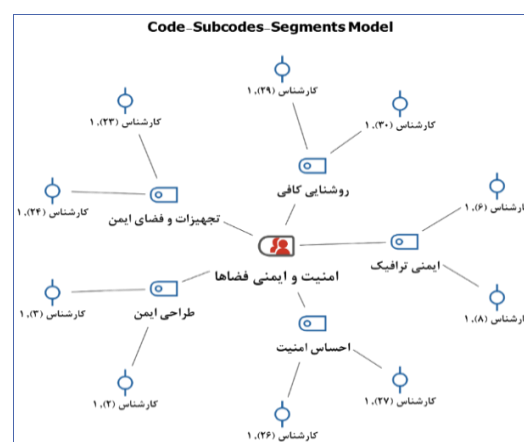 Code-Subcodes-Segments Model
کارشناس (۲۹), ۱
کارشناس (۲۳), ۱
کارشناس (۳۰), ۱
روشنایی کافی
کارشناس (۶), ۱
کارشناس (۲۴), ۱
تجهیزات و فضای ایمن
ایمنی ترافیک
امنیت و ایمنی فضاها
کارشناس (۳), ۱
طراحی ایمن
کارشناس (۸), ۱
احساس امنیت
کارشناس (۲), ۱
کارشناس (۲۷), ۱
کارشناس (۲۶), ۱